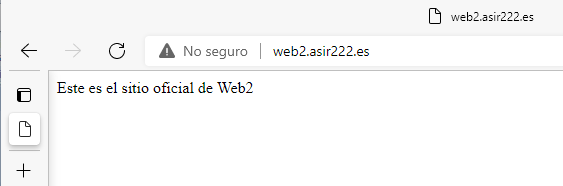 web2.asir222.es
No seguro web2.asir222.es
Este es el sitio oficial de Web2